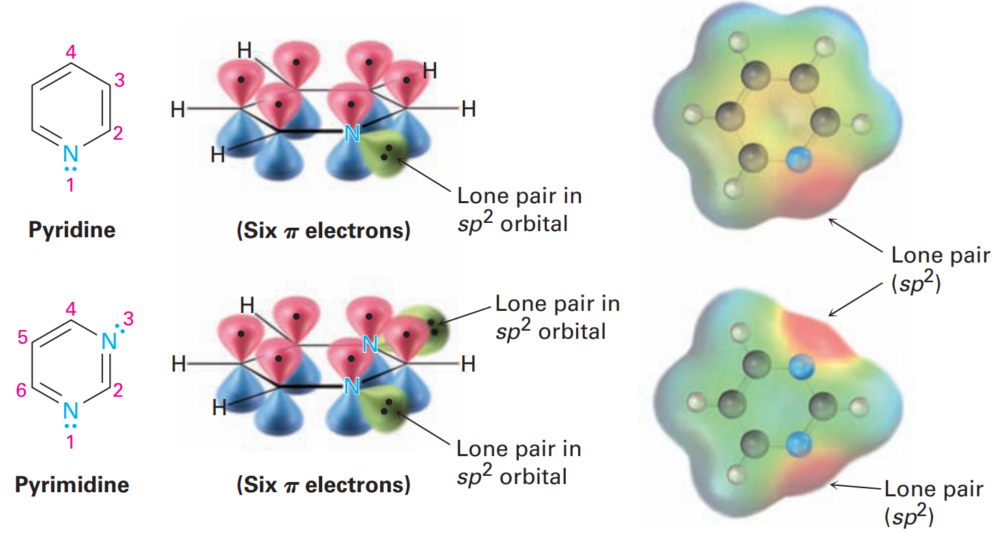 4
3
2
N
1
Pyridine
H
H
H
H
H
N
(Six π electrons)
Lone pair in
sp² orbital
Lone pair
(sp²)
4
3
5
N
6
2
N
1
Pyrimidine
H
N
H
H
N
H
(Six π electrons)
Lone pair in
sp² orbital
Lone pair in
sp² orbital
Lone pair
(sp²)